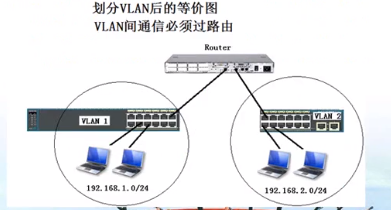 划分VLAN后的等价图
VLAN间通信必须过路由
Router
VLAN 1
VLAN 2
192.168.1.0/24
192.168.2.0/24